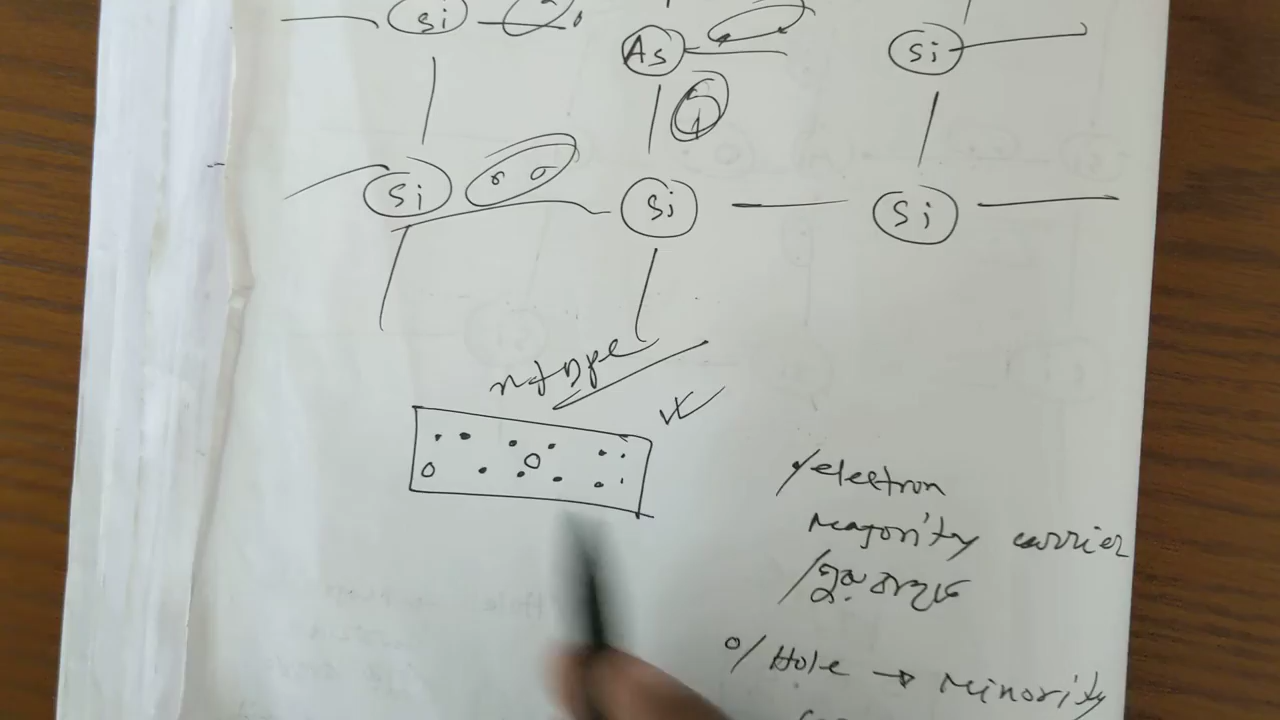 Si As Si
Si Si Si
n-type
electron
majority carrier
Hole → Minority